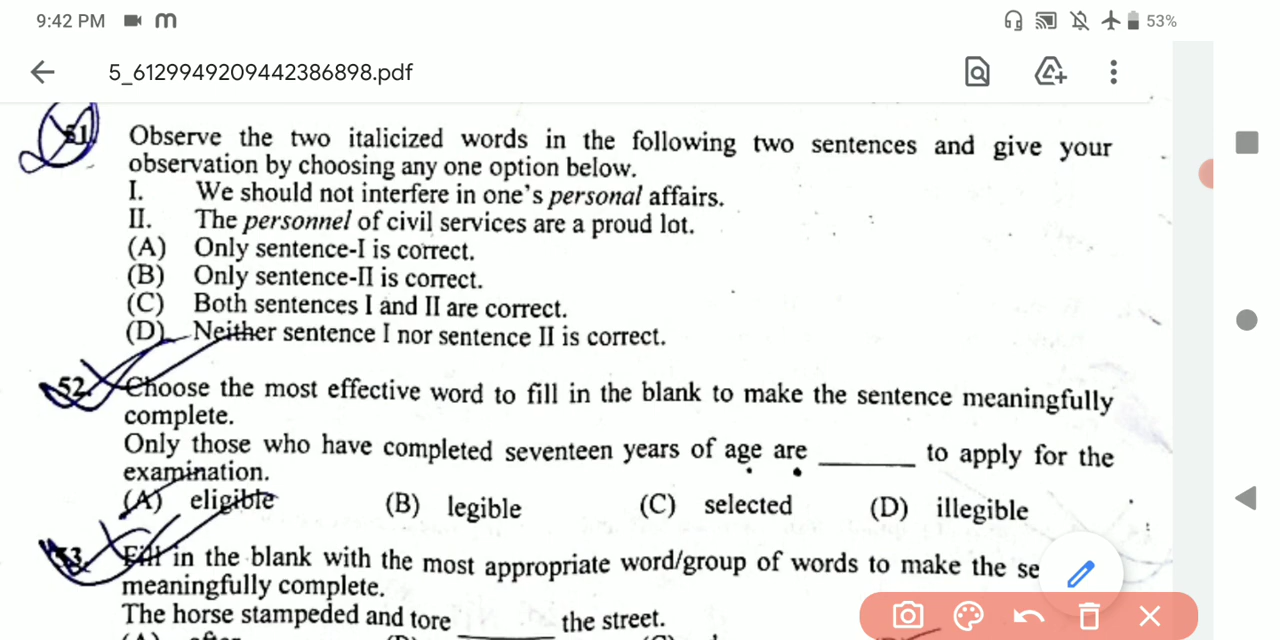 9:42 PM
53%
5_6129949209442386898.pdf
51. Observe the two italicized words in the following two sentences and give your
observation by choosing any one option below.
I. We should not interfere in one's personal affairs.
II. The personnel of civil services are a proud lot.
(A) Only sentence-I is correct.
(B) Only sentence-II is correct.
(C) Both sentences I and II are correct.
(D) Neither sentence I nor sentence II is correct.
52. Choose the most effective word to fill in the blank to make the sentence meaningfully
complete.
Only those who have completed seventeen years of age are ______ to apply for the
examination.
(A) eligible (B) legible (C) selected (D) illegible
53. Fill in the blank with the most appropriate word/group of words to make the se
meaningfully complete.
The horse stampeded and tore ______ the street.